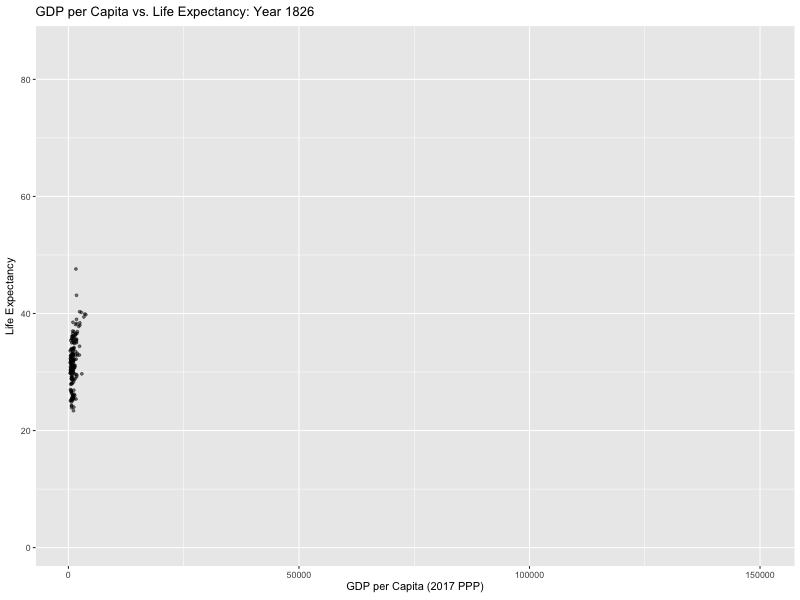 GDP per Capita vs. Life Expectancy: Year 1826
80
60
40
20
0
Life Expectancy
0 50000 100000 150000
GDP per Capita (2017 PPP)